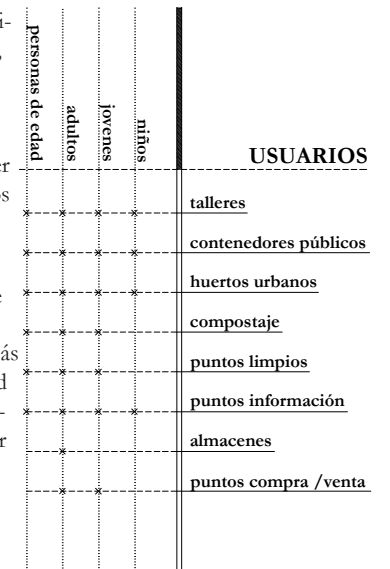 personas de edad
adultos
jovenes
niños
USUARIOS
talleres
contenedores públicos
huertos urbanos
compostaje
puntos limpios
puntos información
almacenes
puntos compra /venta